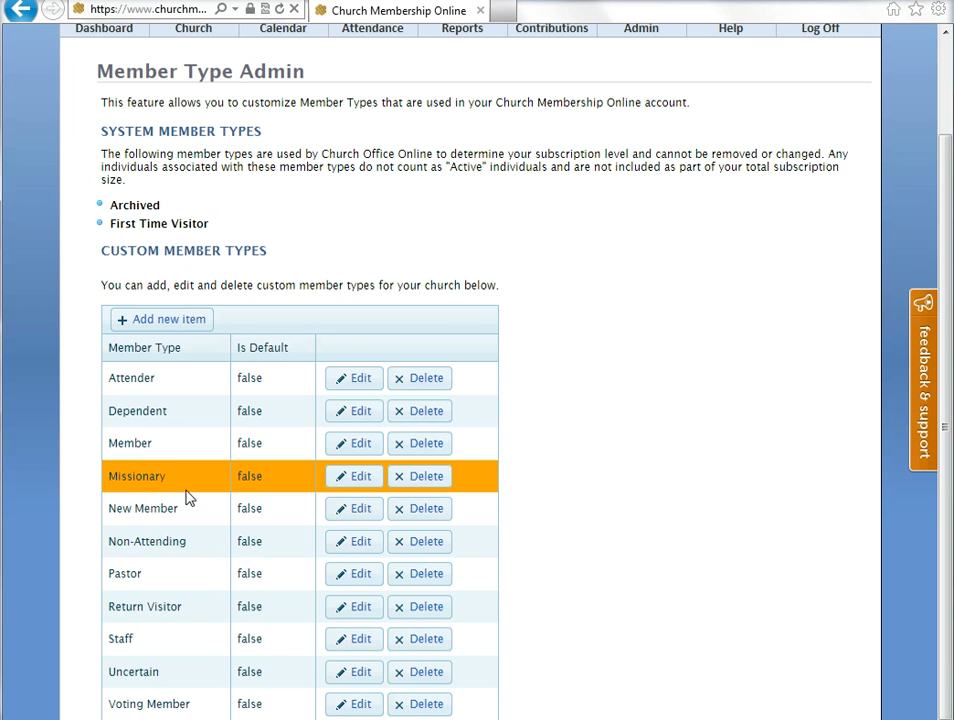 https://www.churchm...
Church Membership Online
Dashboard Church Calendar Attendance Reports Contributions Admin Help Log Off
Member Type Admin
This feature allows you to customize Member Types that are used in your Church Membership Online account.
SYSTEM MEMBER TYPES
The following member types are used by Church Office Online to determine your subscription level and cannot be removed or changed. Any
individuals associated with these member types do not count as "Active" individuals and are not included as part of your total subscription
size.
Archived
First Time Visitor
CUSTOM MEMBER TYPES
You can add, edit and delete custom member types for your church below.
Add new item
Member Type Is Default
Attender false Edit Delete
Dependent false Edit Delete
Member false Edit Delete
Missionary false Edit Delete
New Member false Edit Delete
Non-Attending false Edit Delete
Pastor false Edit Delete
Return Visitor false Edit Delete
Staff false Edit Delete
Uncertain false Edit Delete
Voting Member false Edit Delete
feedback & support